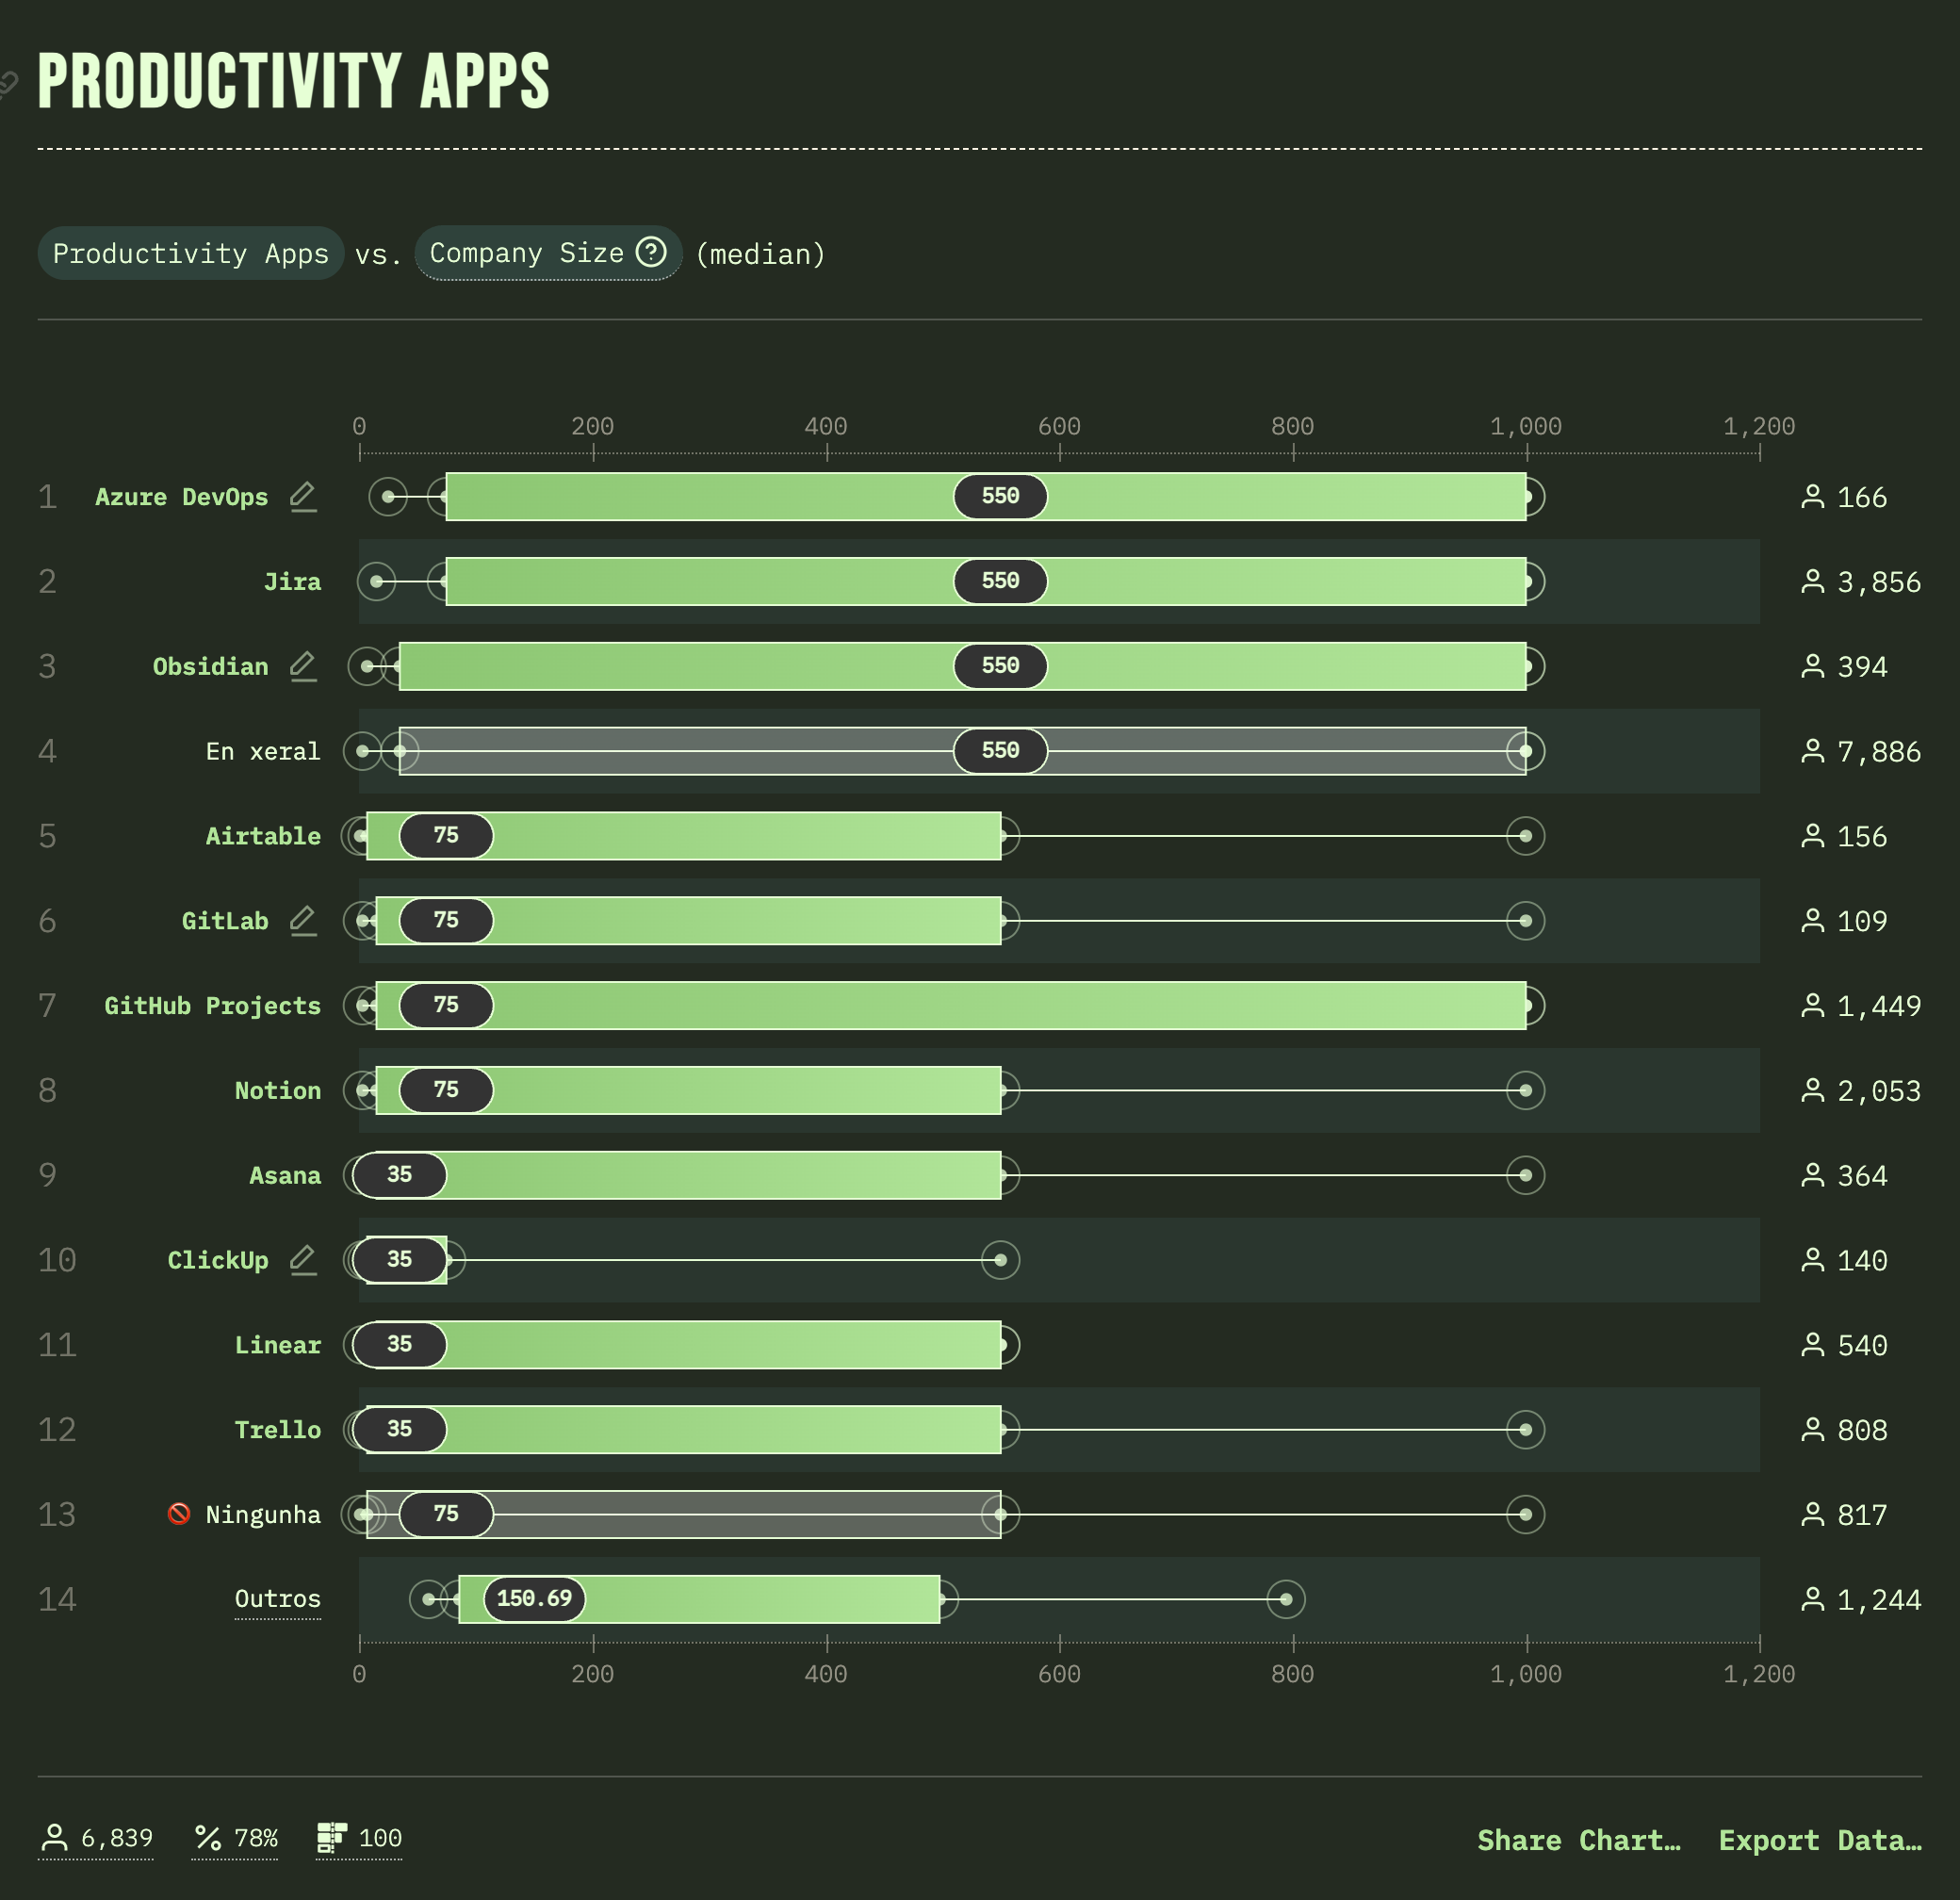 PRODUCTIVITY APPS
Productivity Apps vs. Company Size (median)
0 200 400 600 800 1,000 1,200
1 Azure DevOps 550 166
2 Jira 550 3,856
3 Obsidian 550 394
4 En xeral 550 7,886
5 Airtable 75 156
6 GitLab 75 109
7 GitHub Projects 75 1,449
8 Notion 75 2,053
9 Asana 35 364
10 ClickUp 35 140
11 Linear 35 540
12 Trello 35 808
13 Ningunha 75 817
14 Outros 150.69 1,244
0 200 400 600 800 1,000 1,200
6,839 78% 100 Share Chart… Export Data…